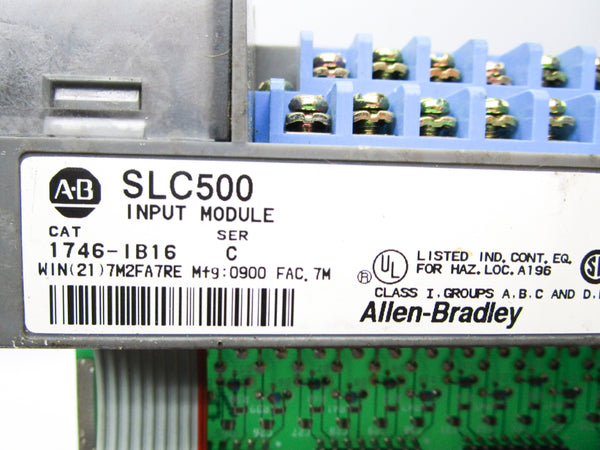 A-B SLC500
INPUT MODULE
CAT SER
1746-IB16 C
WIN(21)7M2FA7RE Mfg:0900 FAC. 7M
UL ®
LISTED IND. CONT. EQ.
FOR HAZ. LOC. A196
CLASS I, GROUPS A, B, C AND D,
Allen-Bradley